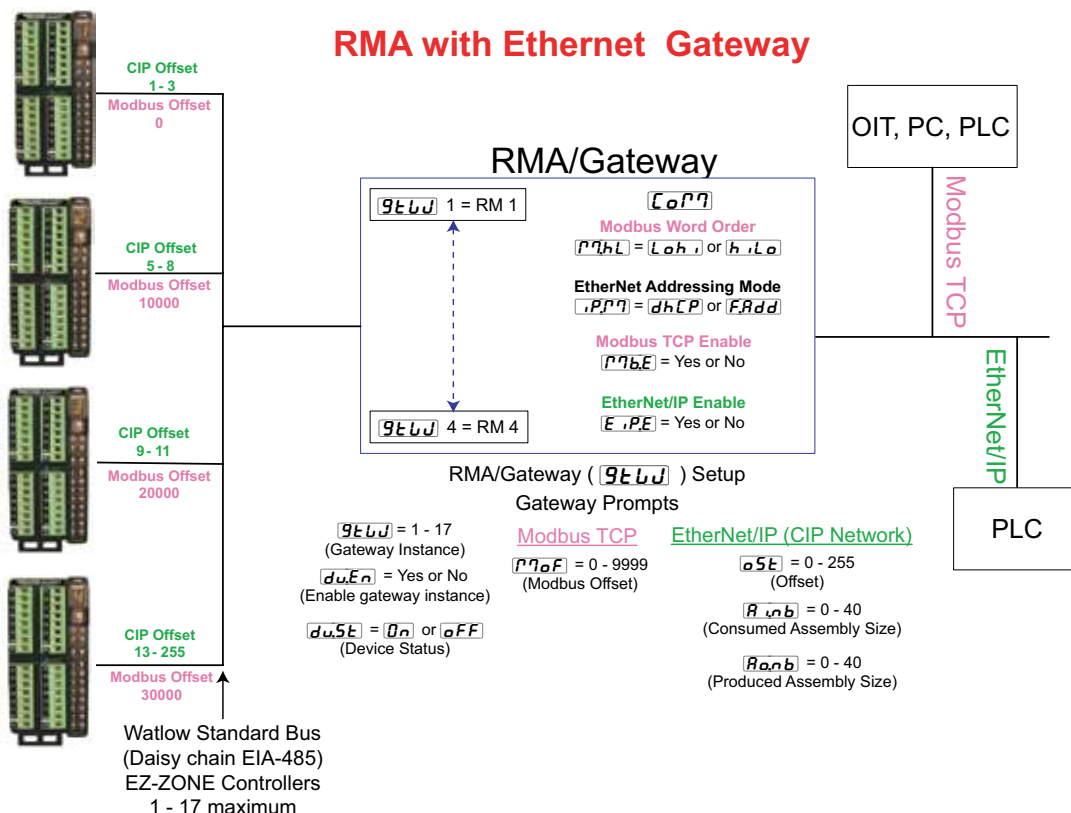 RMA with Ethernet Gateway
CIP Offset
1 - 3
Modbus Offset
0
CIP Offset
5 - 8
Modbus Offset
10000
CIP Offset
9 - 11
Modbus Offset
20000
CIP Offset
13 - 255
Modbus Offset
30000
Watlow Standard Bus
(Daisy chain EIA-485)
EZ-ZONE Controllers
1 - 17 maximum
RMA/Gateway
gtW 1 = RM 1
gtW 4 = RM 4
CoM
Modbus Word Order
M.hL = Lohi or hiLo
EtherNet Addressing Mode
iP.M = dhCP or F.Add
Modbus TCP Enable
Mb.E = Yes or No
EtherNet/IP Enable
EiP.E = Yes or No
RMA/Gateway ( gtW ) Setup
Gateway Prompts
gtW = 1 - 17
(Gateway Instance)
du.En = Yes or No
(Enable gateway instance)
du.St = On or oFF
(Device Status)
Modbus TCP
MoF = 0 - 9999
(Modbus Offset)
EtherNet/IP (CIP Network)
oSt = 0 - 255
(Offset)
Ai.nb = 0 - 40
(Consumed Assembly Size)
Ao.nb = 0 - 40
(Produced Assembly Size)
OIT, PC, PLC
Modbus TCP
EtherNet/IP
PLC